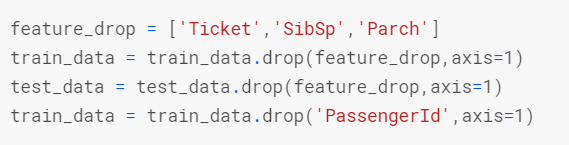 feature_drop = ['Ticket','SibSp','Parch']
train_data = train_data.drop(feature_drop,axis=1)
test_data = test_data.drop(feature_drop,axis=1)
train_data = train_data.drop('PassengerId',axis=1)